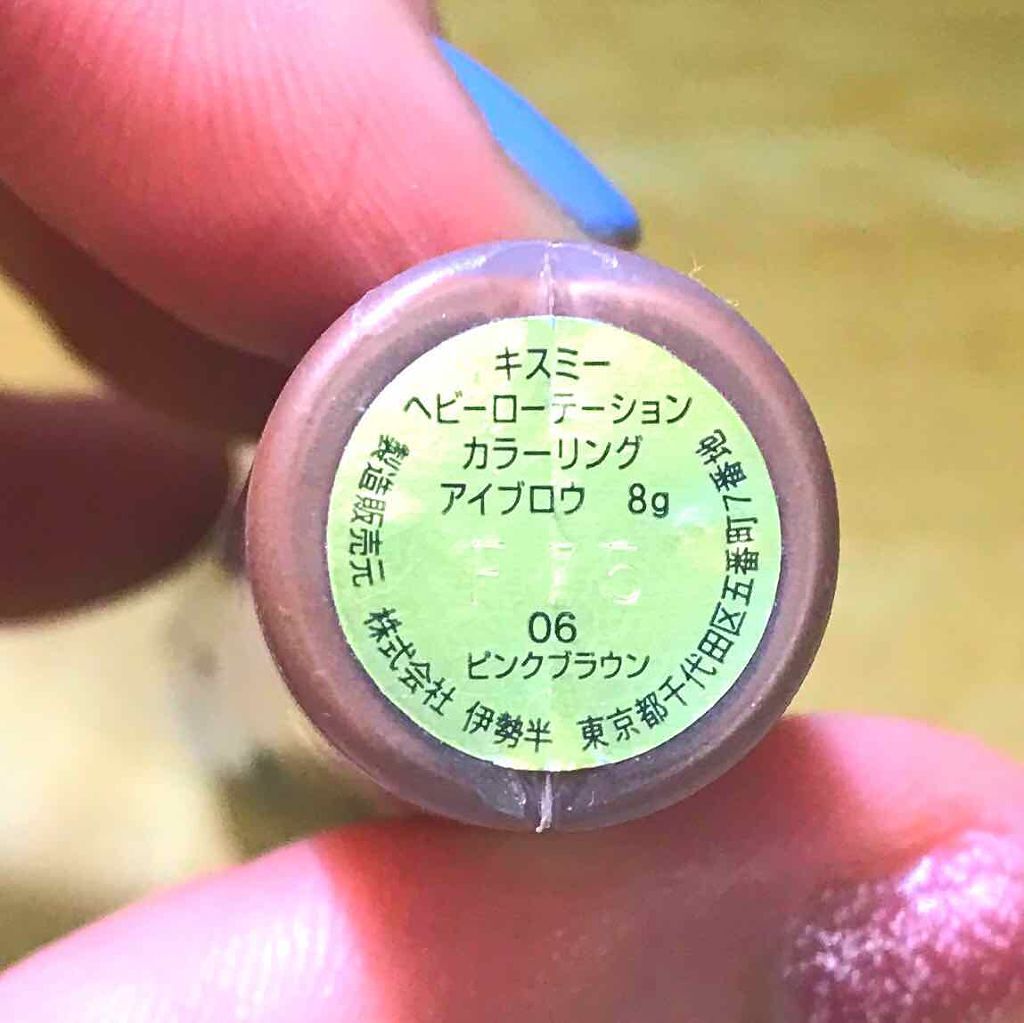 キスミー
ヘビーローテーション
カラーリング
アイブロウ 8g
06
ピンクブラウン
製造販売元 株式会社 伊勢半 東京都千代田区五番町7番地